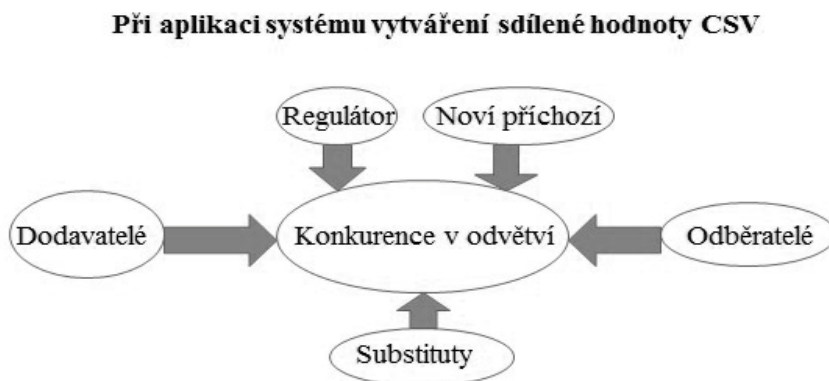 Při aplikaci systému vytváření sdílené hodnoty CSV
Regulátor
Noví příchozí
Dodavatelé
Konkurence v odvětví
Odběratelé
Substituty